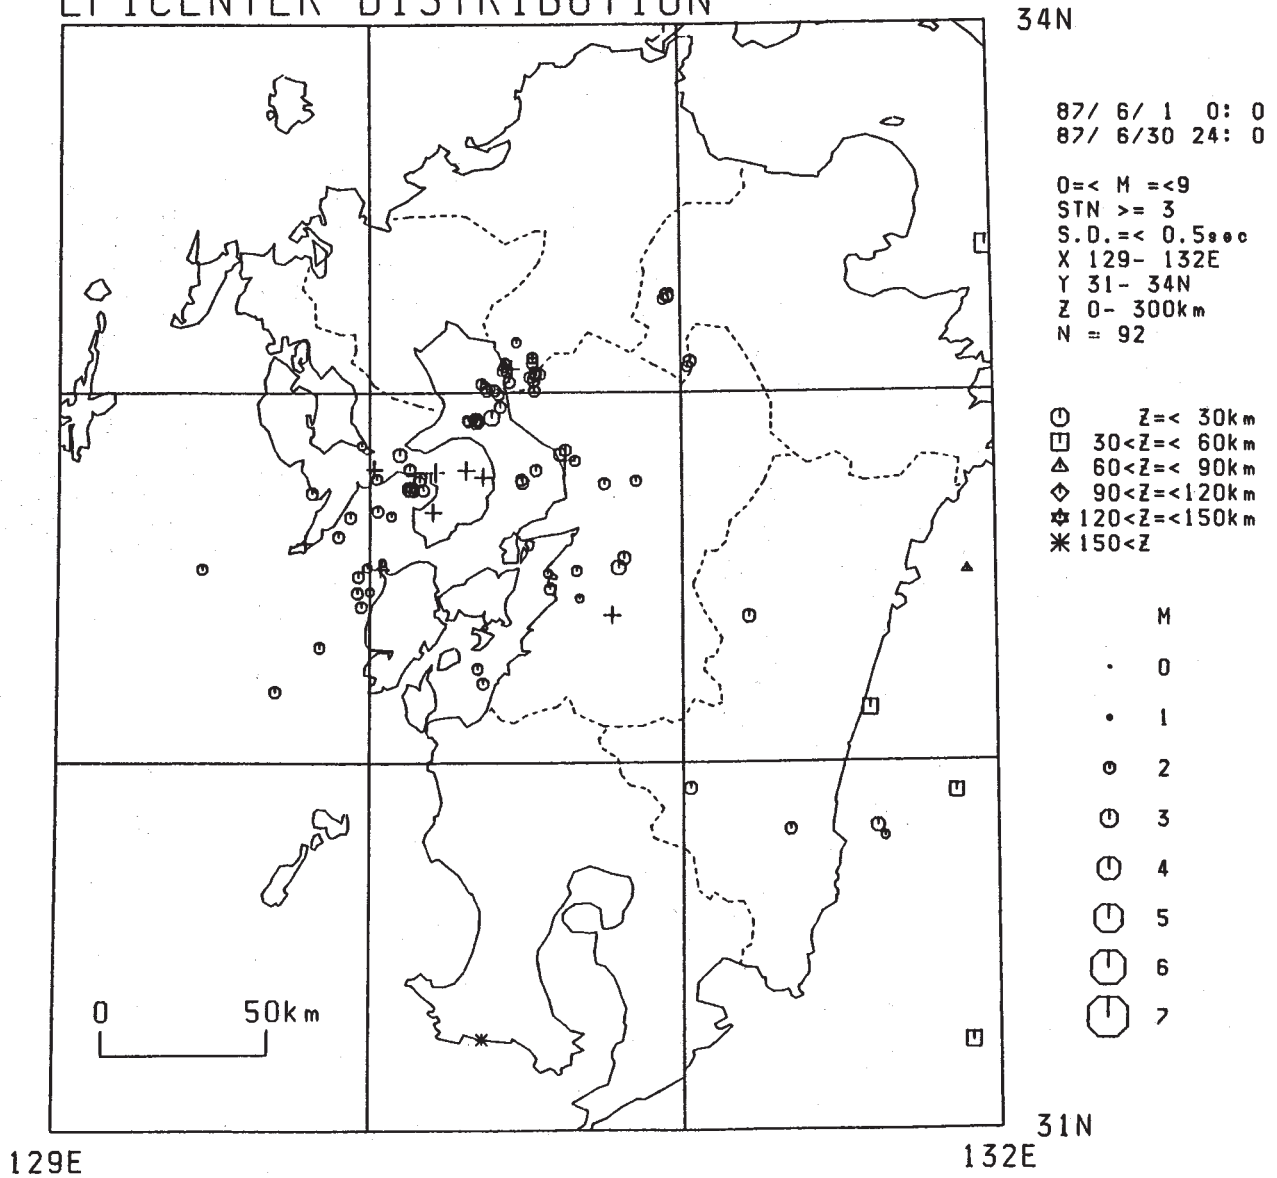 EPICENTER DISTRIBUTION
34N
87/ 6/ 1 0: 0
87/ 6/30 24: 0
0=< M =<9
STN >= 3
S.D.=< 0.5sec
X 129- 132E
Y 31- 34N
Z 0- 300km
N = 92
Z=< 30km
30<Z=< 60km
60<Z=< 90km
90<Z=<120km
120<Z=<150km
150<Z
M
0
1
2
3
4
5
6
7
0 50km
31N
129E 132E